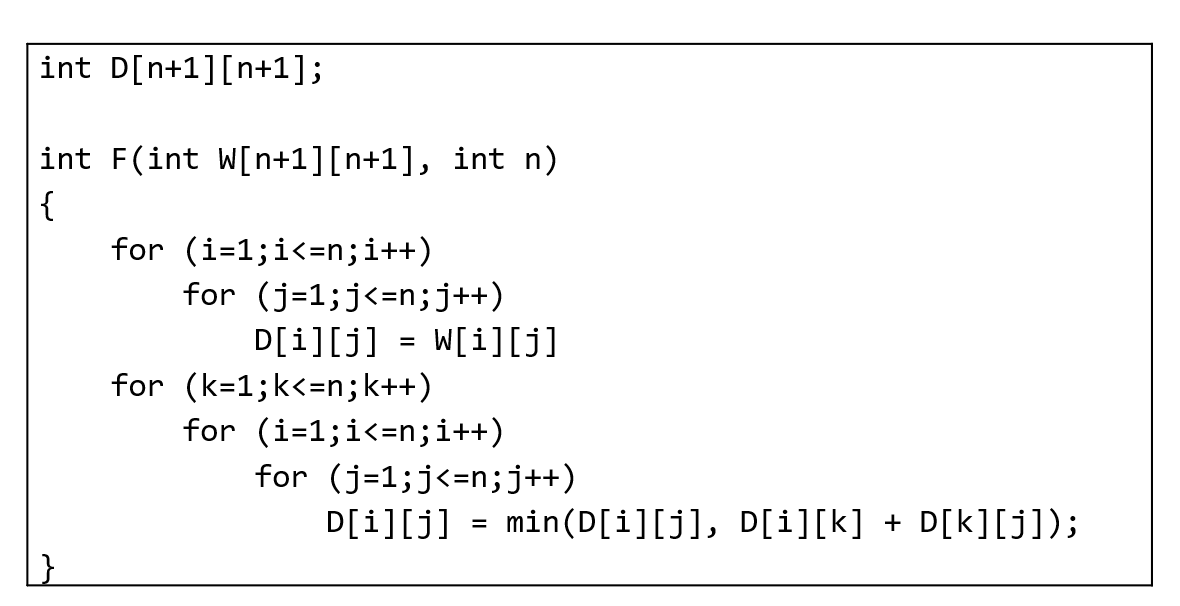 int D[n+1][n+1];
int F(int W[n+1][n+1], int n)
{
    for (i=1;i<=n;i++)
        for (j=1;j<=n;j++)
            D[i][j] = W[i][j]
    for (k=1;k<=n;k++)
        for (i=1;i<=n;i++)
            for (j=1;j<=n;j++)
                D[i][j] = min(D[i][j], D[i][k] + D[k][j]);
}